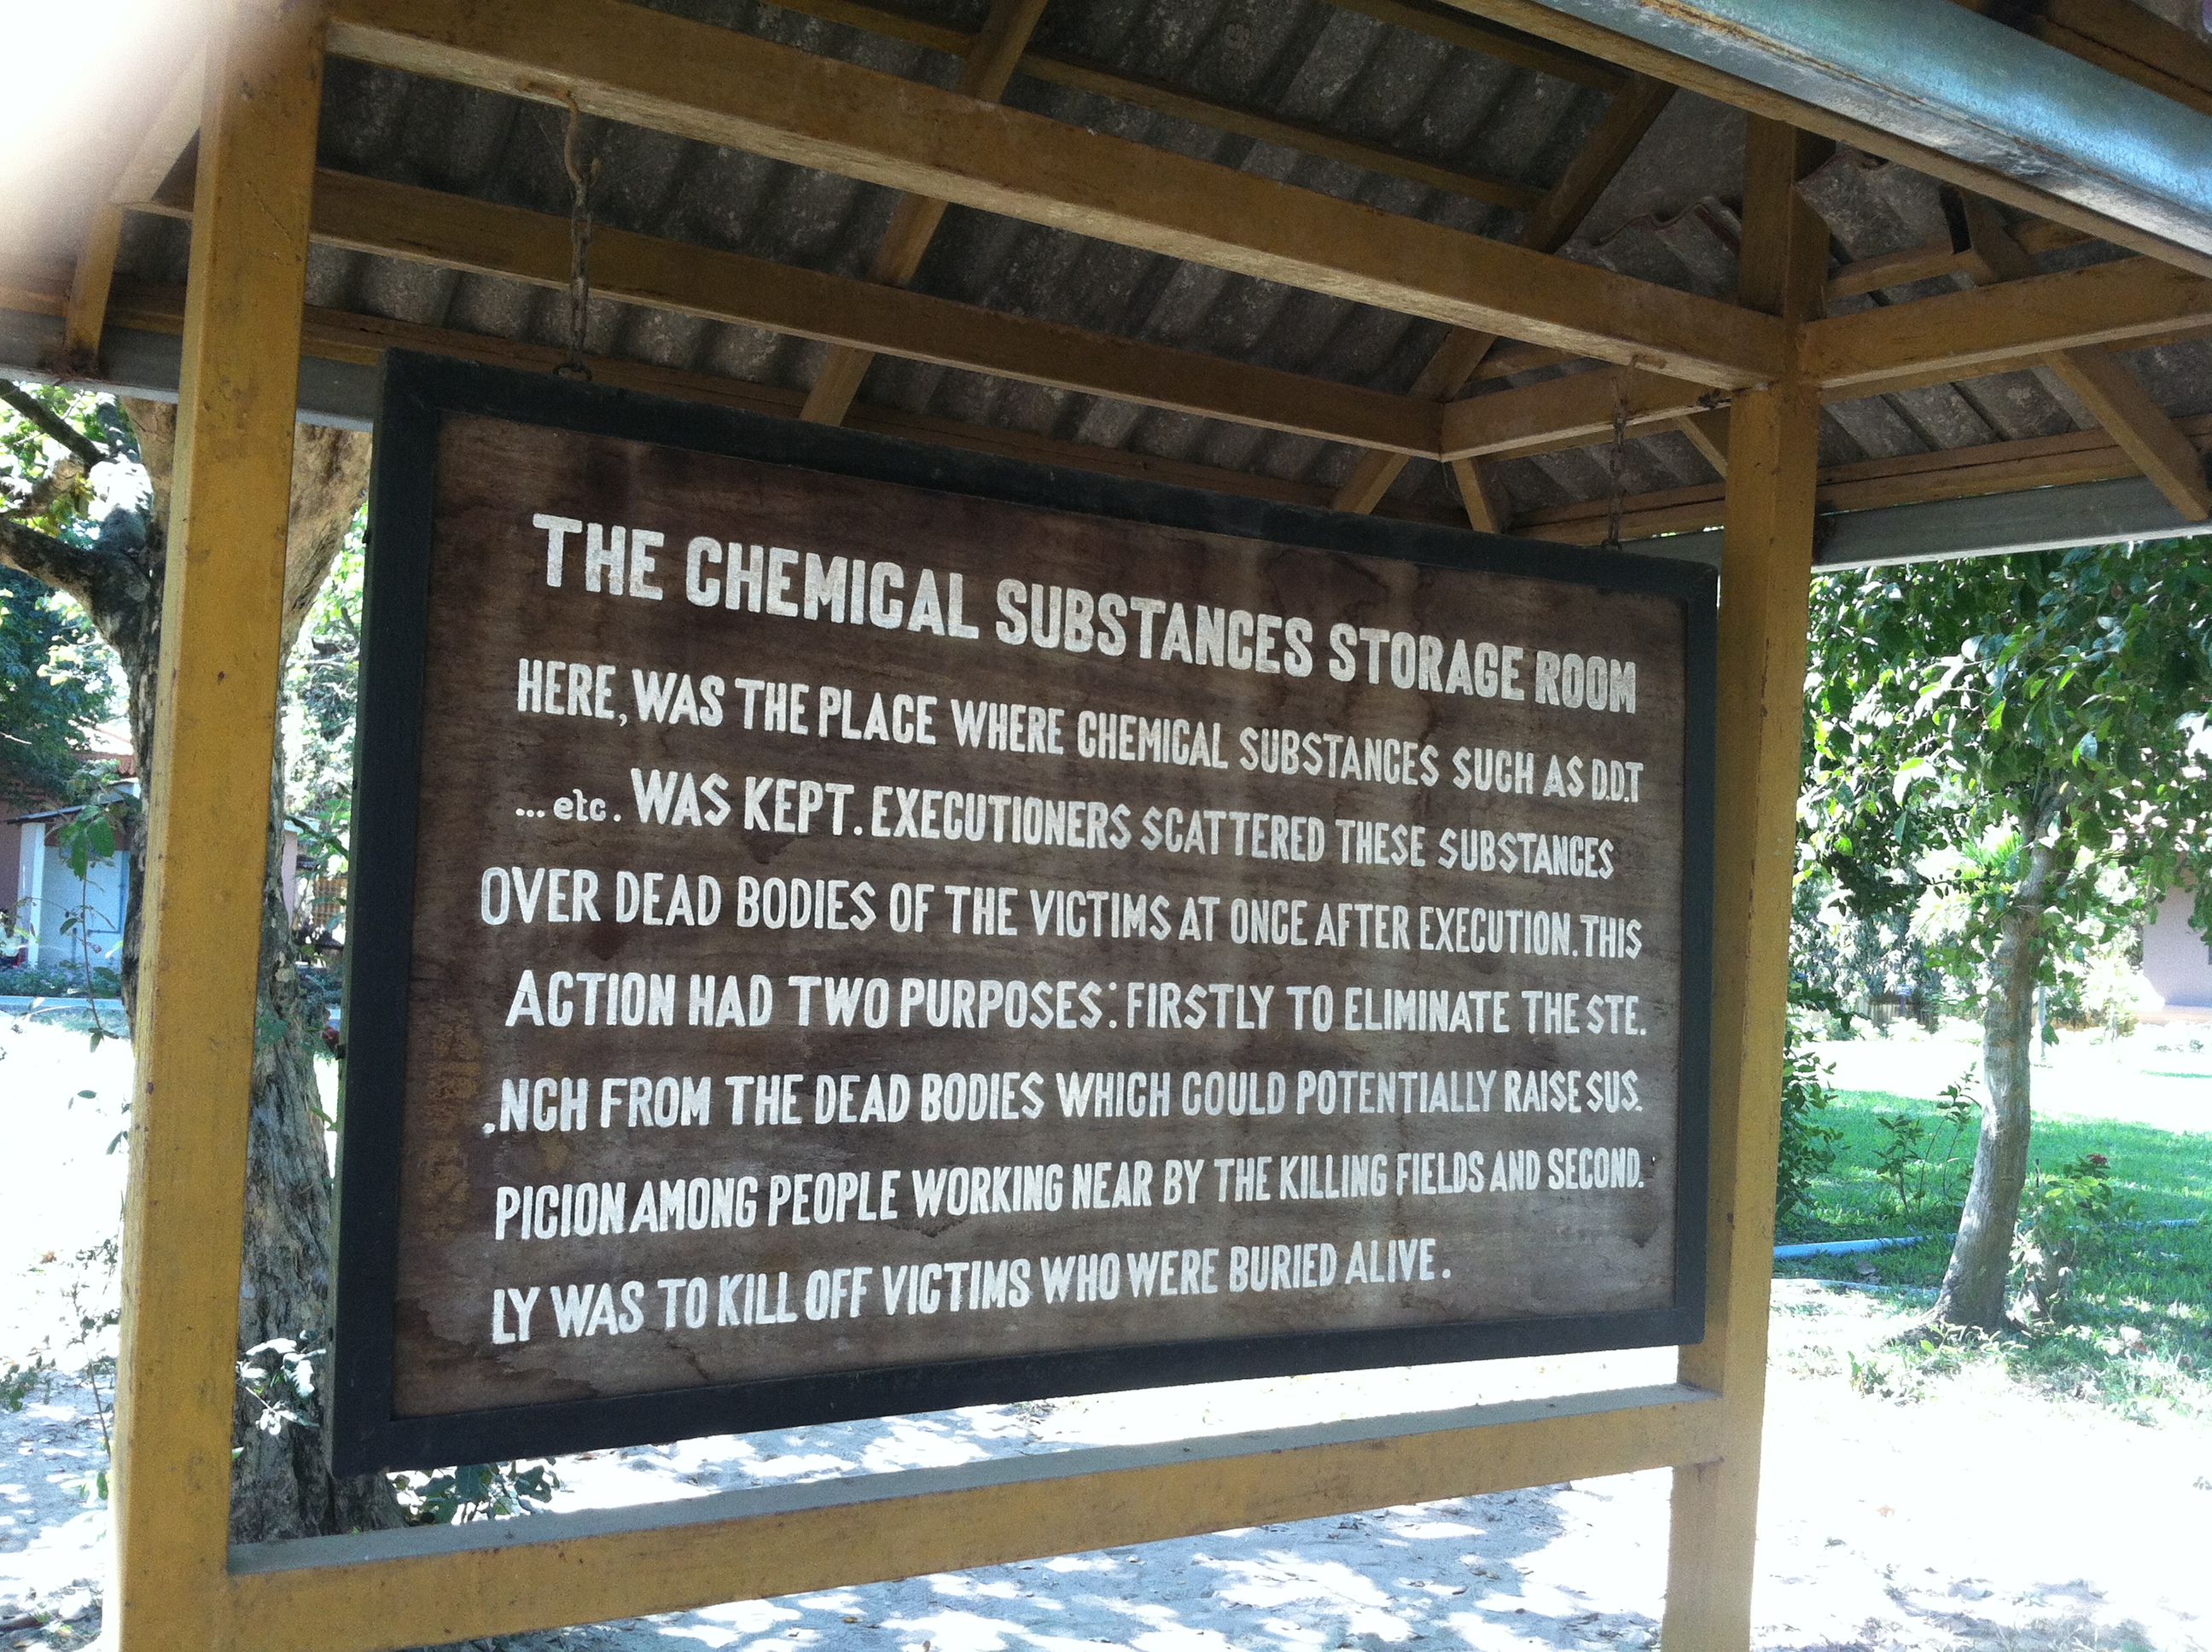 THE CHEMICAL SUBSTANCES STORAGE ROOM
HERE, WAS THE PLACE WHERE CHEMICAL SUBSTANCES SUCH AS D.D.T
... etc. WAS KEPT. EXECUTIONERS SCATTERED THESE SUBSTANCES
OVER DEAD BODIES OF THE VICTIMS AT ONCE AFTER EXECUTION. THIS
ACTION HAD TWO PURPOSES: FIRSTLY TO ELIMINATE THE STE.
.NCH FROM THE DEAD BODIES WHICH COULD POTENTIALLY RAISE SUS.
PICION AMONG PEOPLE WORKING NEAR BY THE KILLING FIELDS AND SECOND.
LY WAS TO KILL OFF VICTIMS WHO WERE BURIED ALIVE.